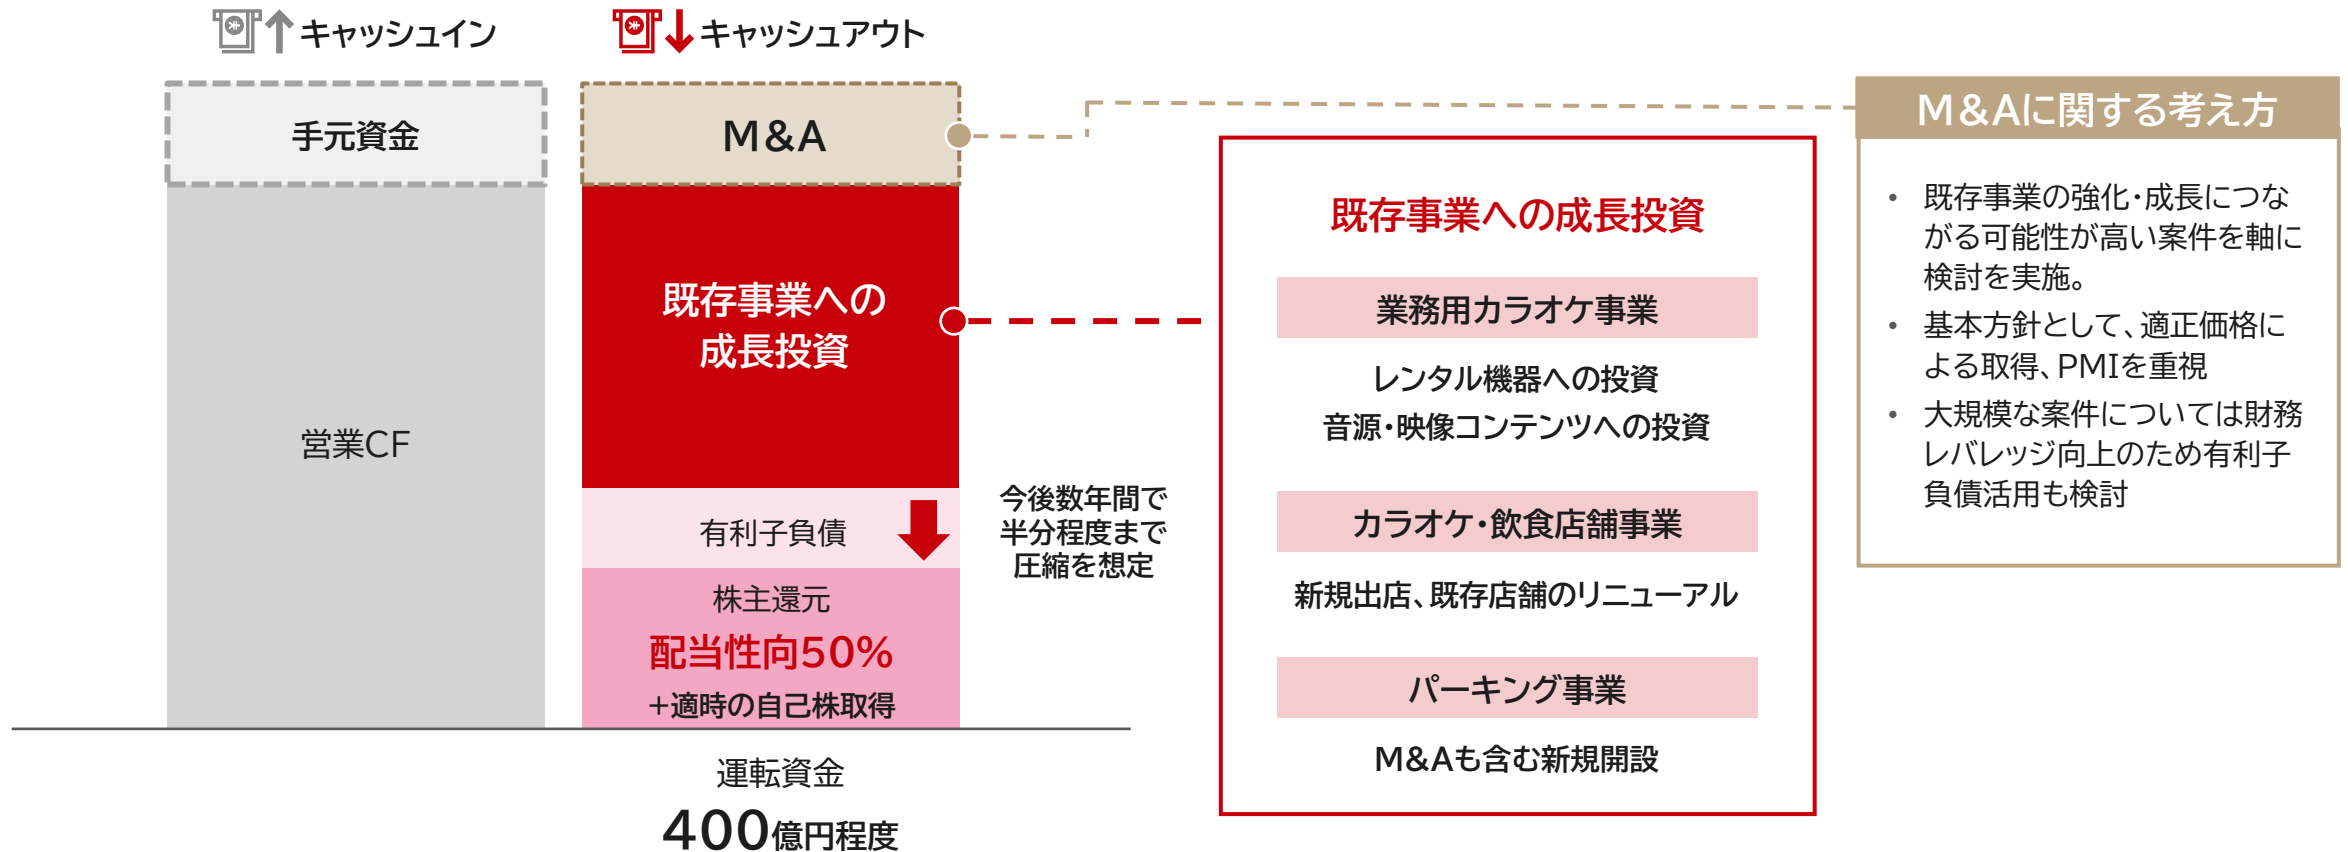 キャッシュイン
キャッシュアウト
手元資金
営業CF
M&A
既存事業への
成長投資
有利子負債
株主還元
配当性向50%
+適時の自己株取得
今後数年間で
半分程度まで
圧縮を想定
運転資金
400億円程度
既存事業への成長投資
業務用カラオケ事業
レンタル機器への投資
音源・映像コンテンツへの投資
カラオケ・飲食店舗事業
新規出店、既存店舗のリニューアル
パーキング事業
M&Aも含む新規開設
M&Aに関する考え方
• 既存事業の強化・成長につな
がる可能性が高い案件を軸に
検討を実施。
• 基本方針として、適正価格に
よる取得、PMIを重視
• 大規模な案件については財務
レバレッジ向上のため有利子
負債活用も検討